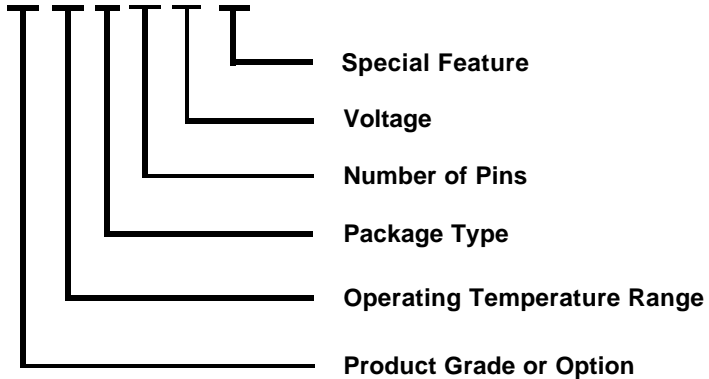 Special Feature
Voltage
Number of Pins
Package Type
Operating Temperature Range
Product Grade or Option